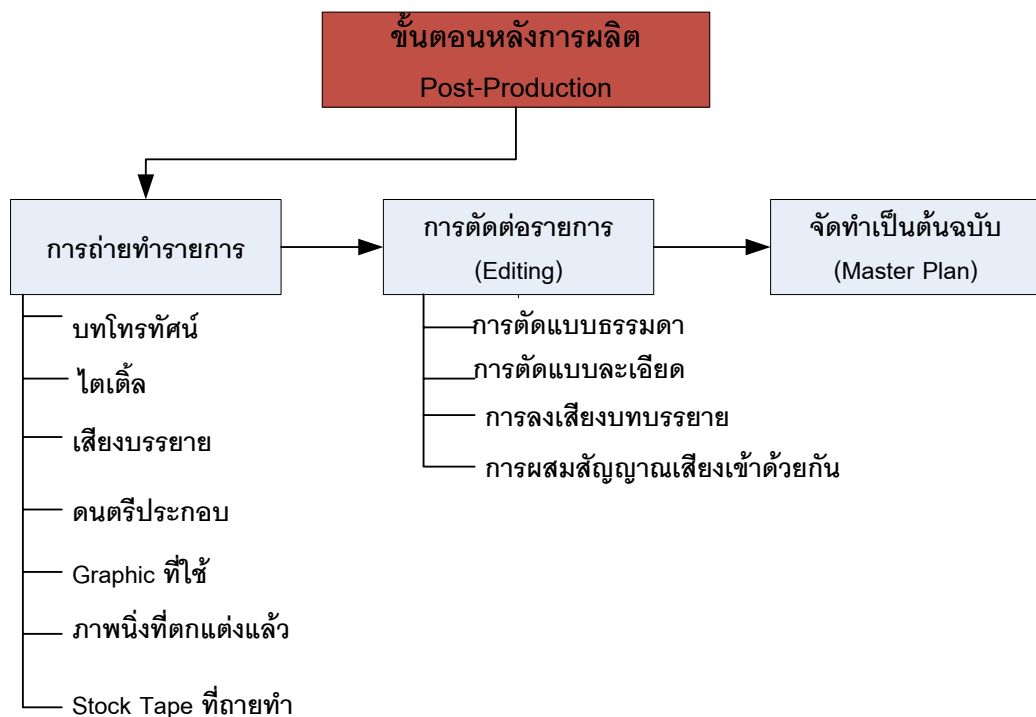 ขั้นตอนหลังการผลิต
Post-Production
การถ่ายทำรายการ
การตัดต่อรายการ
(Editing)
จัดทำเป็นต้นฉบับ
(Master Plan)
บทโทรทัศน์
ไตเติ้ล
เสียงบรรยาย
ดนตรีประกอบ
Graphic ที่ใช้
ภาพนิ่งที่ตกแต่งแล้ว
Stock Tape ที่ถายทำ
การตัดแบบธรรมดา
การตัดแบบละเอียด
การลงเสียงบทบรรยาย
การผสมสัญญาณเสียงเข้าด้วยกัน